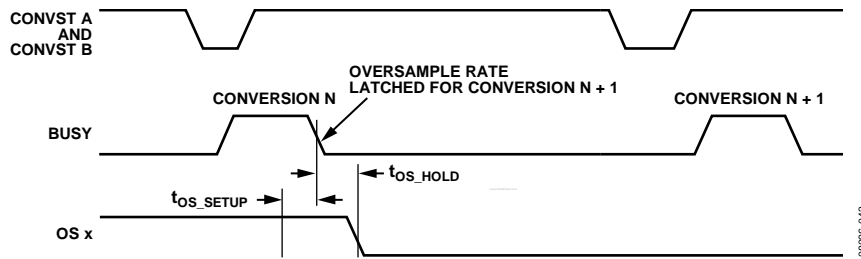 CONVST A
AND
CONVST B
OVERSAMPLE RATE
LATCHED FOR CONVERSION N + 1
CONVERSION N
CONVERSION N + 1
BUSY
tOS_HOLD
tOS_SETUP
OS x